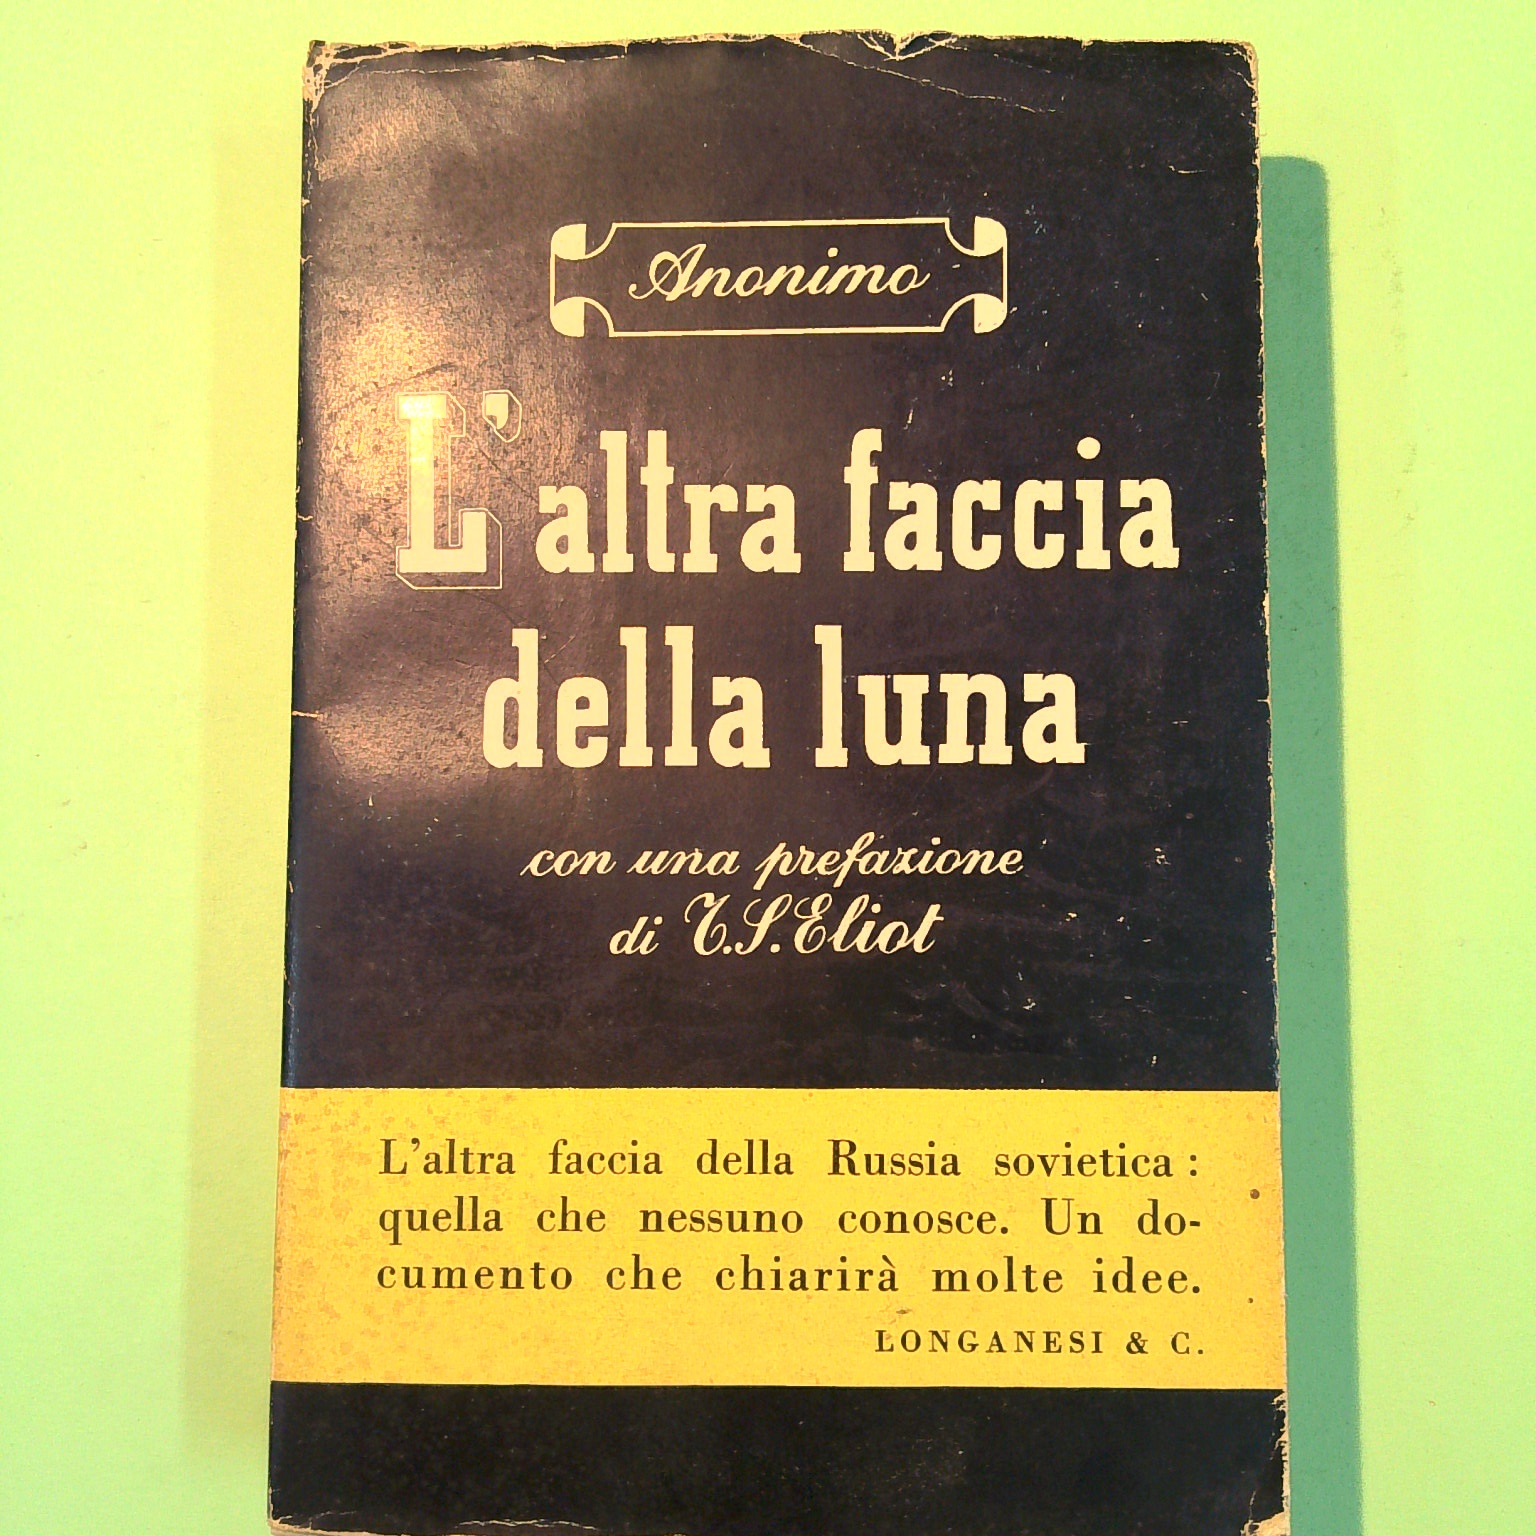 Anonimo
L'altra faccia
della luna
con una prefazione
di T.S.Eliot
L'altra faccia della Russia sovietica :
quella che nessuno conosce. Un do-
cumento che chiarirà molte idee.
LONGANESI & C.